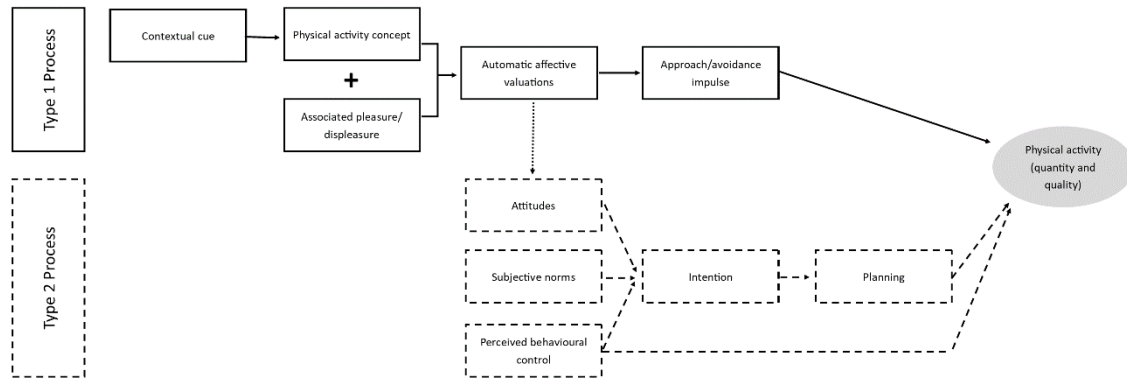 Type 1 Process
Contextual cue
Physical activity concept
+
Associated pleasure/
displeasure
Automatic affective
valuations
Approach/avoidance
impulse
Physical activity
(quantity and
quality)
Type 2 Process
Attitudes
Subjective norms
Perceived behavioural
control
Intention
Planning